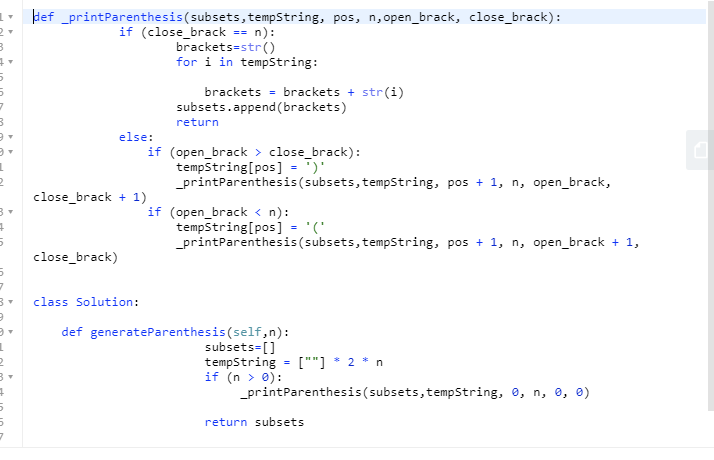 def _printParenthesis(subsets,tempString, pos, n,open_brack, close_brack):
if (close_brack == n):
brackets=str()
for i in tempString:
brackets = brackets + str(i)
subsets.append(brackets)
return
else:
if (open_brack > close_brack):
tempString[pos] = ')'
_printParenthesis(subsets,tempString, pos + 1, n, open_brack,
close_brack + 1)
if (open_brack < n):
tempString[pos] = '('
_printParenthesis(subsets,tempString, pos + 1, n, open_brack + 1,
close_brack)
class Solution:
def generateParenthesis(self,n):
subsets=[]
tempString = [""] * 2 * n
if (n > 0):
_printParenthesis(subsets,tempString, 0, n, 0, 0)
return subsets